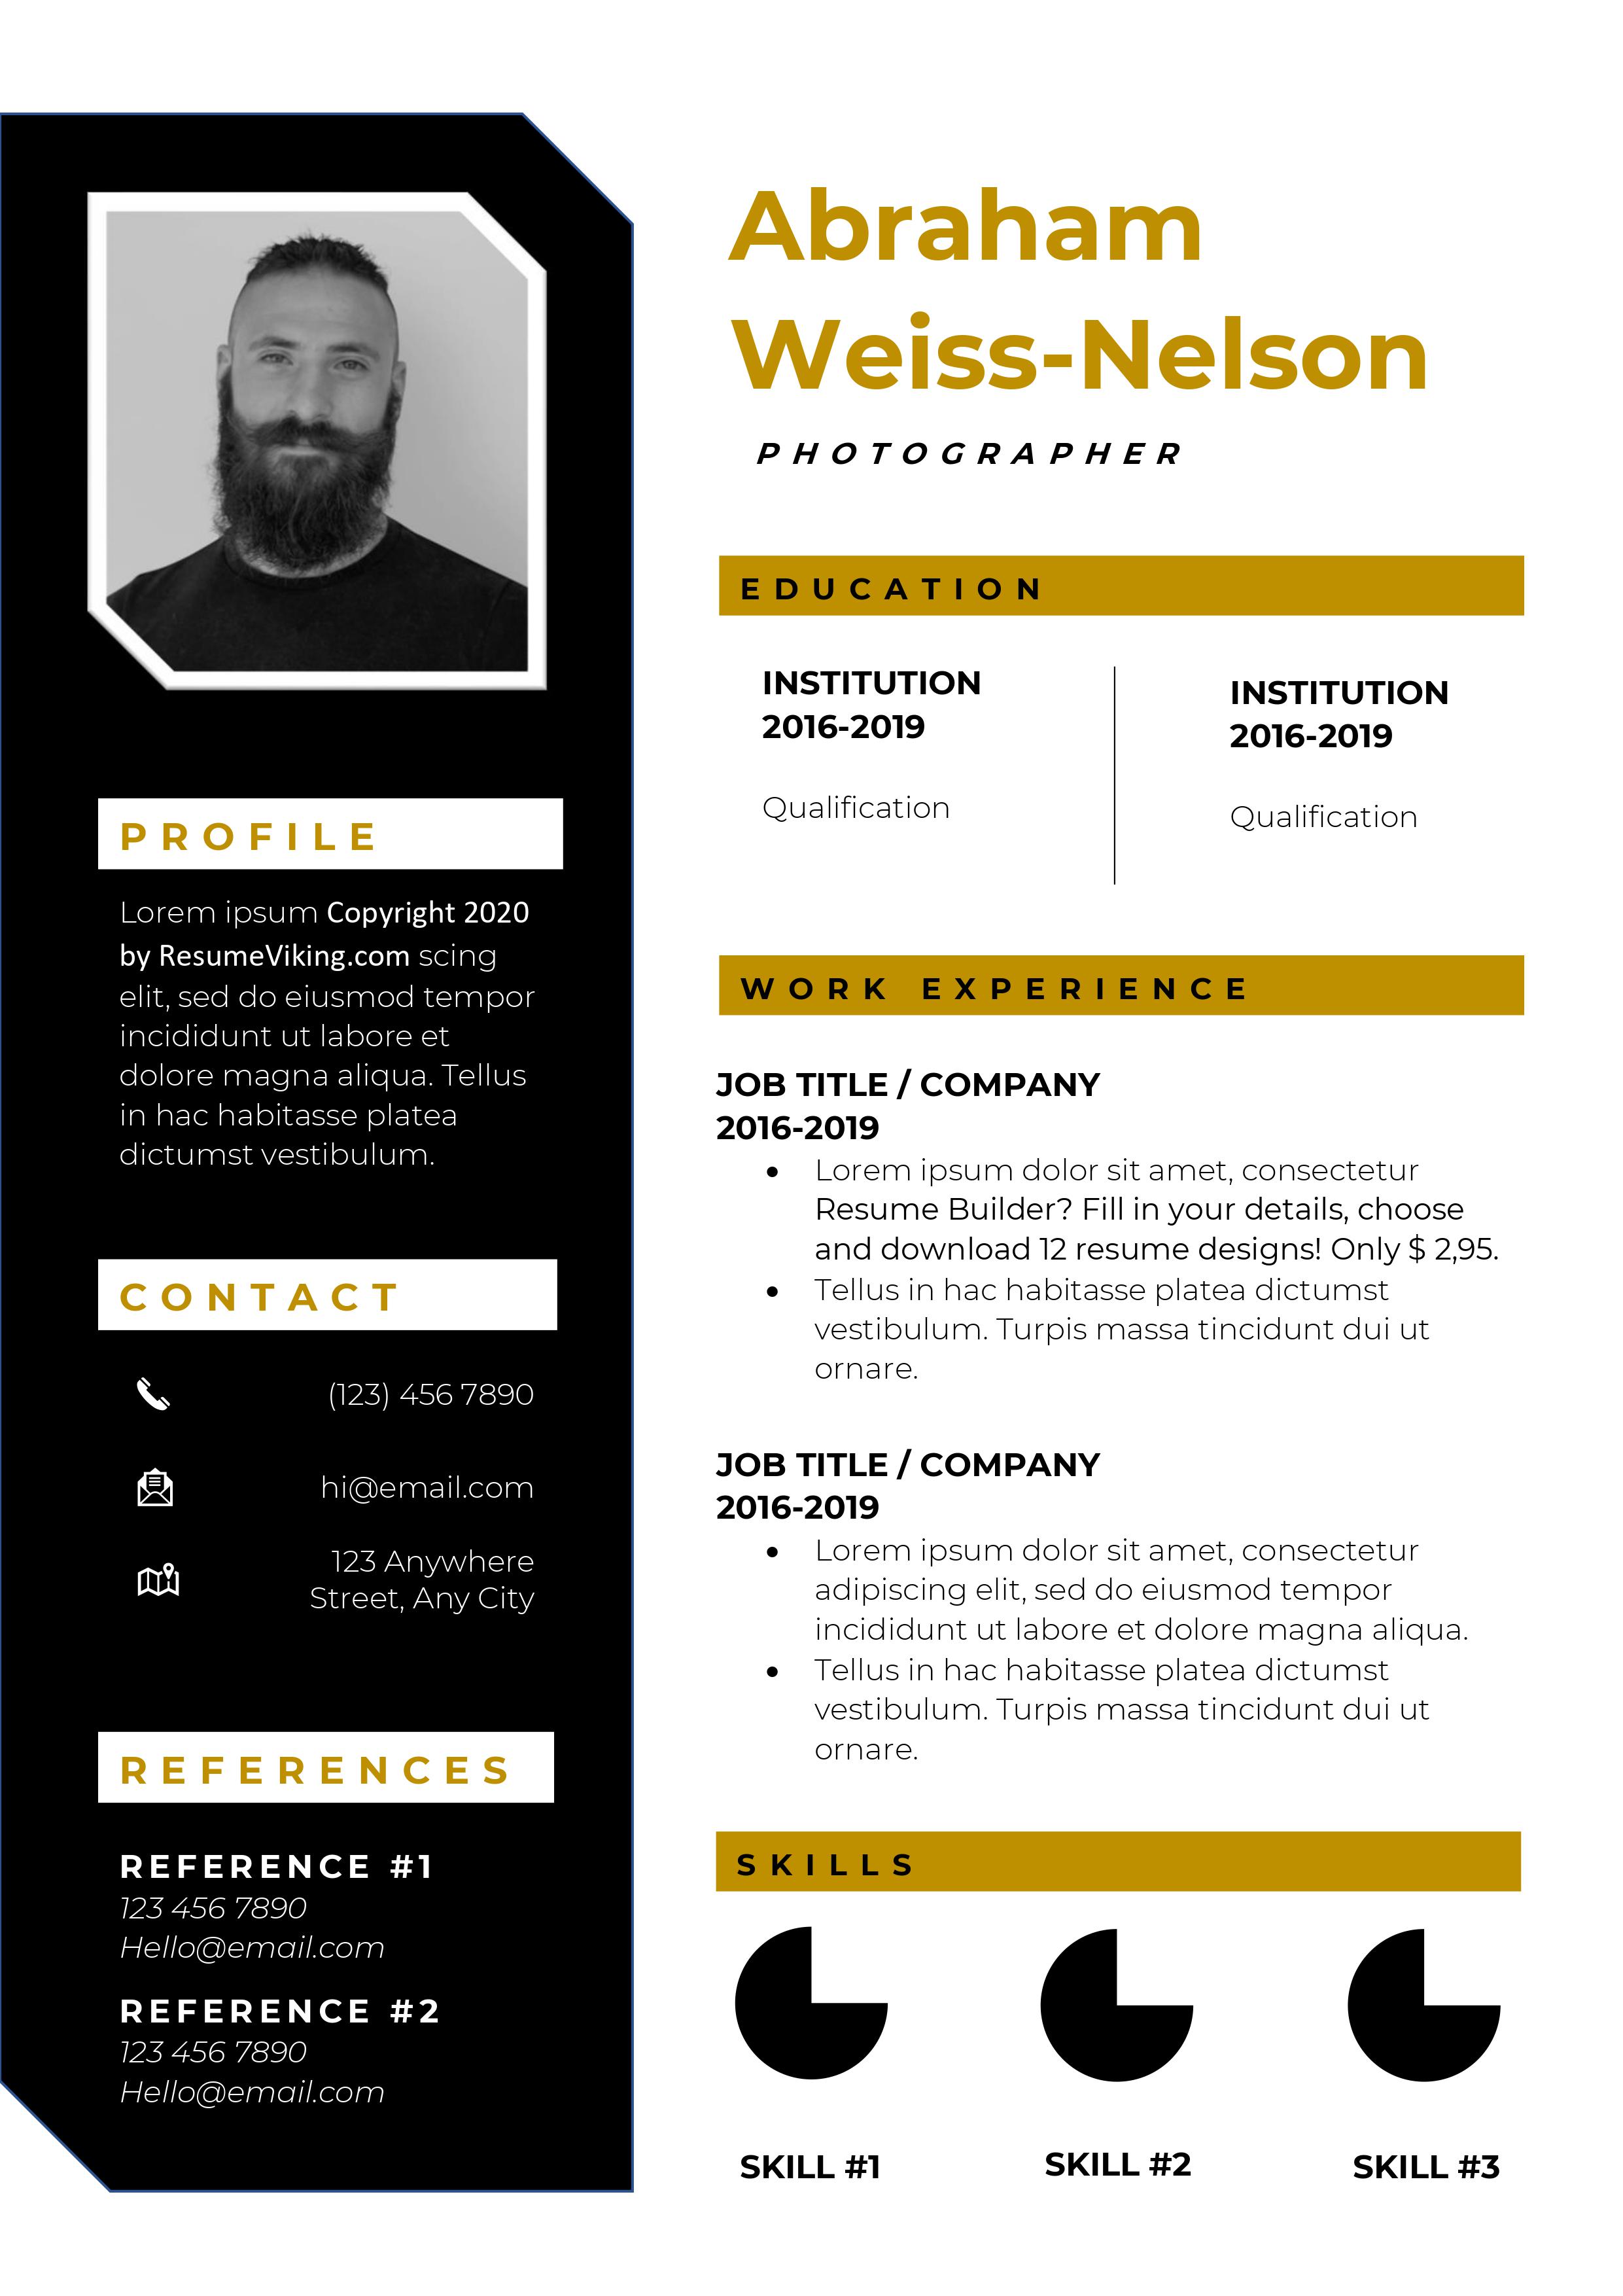 Abraham
Weiss-Nelson
PHOTOGRAPHER
PROFILE
Lorem ipsum Copyright 2020
by ResumeViking.com scing
elit, sed do eiusmod tempor
incididunt ut labore et
dolore magna aliqua. Tellus
in hac habitasse platea
dictumst vestibulum.
CONTACT
(123) 456 7890
hi@email.com
123 Anywhere
Street, Any City
REFERENCES
REFERENCE #1
123 456 7890
Hello@email.com
REFERENCE #2
123 456 7890
Hello@email.com
EDUCATION
INSTITUTION
2016-2019
Qualification
INSTITUTION
2016-2019
Qualification
WORK EXPERIENCE
JOB TITLE / COMPANY
2016-2019
• Lorem ipsum dolor sit amet, consectetur
Resume Builder? Fill in your details, choose
and download 12 resume designs! Only $ 2,95.
• Tellus in hac habitasse platea dictumst
vestibulum. Turpis massa tincidunt dui ut
ornare.
JOB TITLE / COMPANY
2016-2019
• Lorem ipsum dolor sit amet, consectetur
adipiscing elit, sed do eiusmod tempor
incididunt ut labore et dolore magna aliqua.
• Tellus in hac habitasse platea dictumst
vestibulum. Turpis massa tincidunt dui ut
ornare.
SKILLS
SKILL #1
SKILL #2
SKILL #3